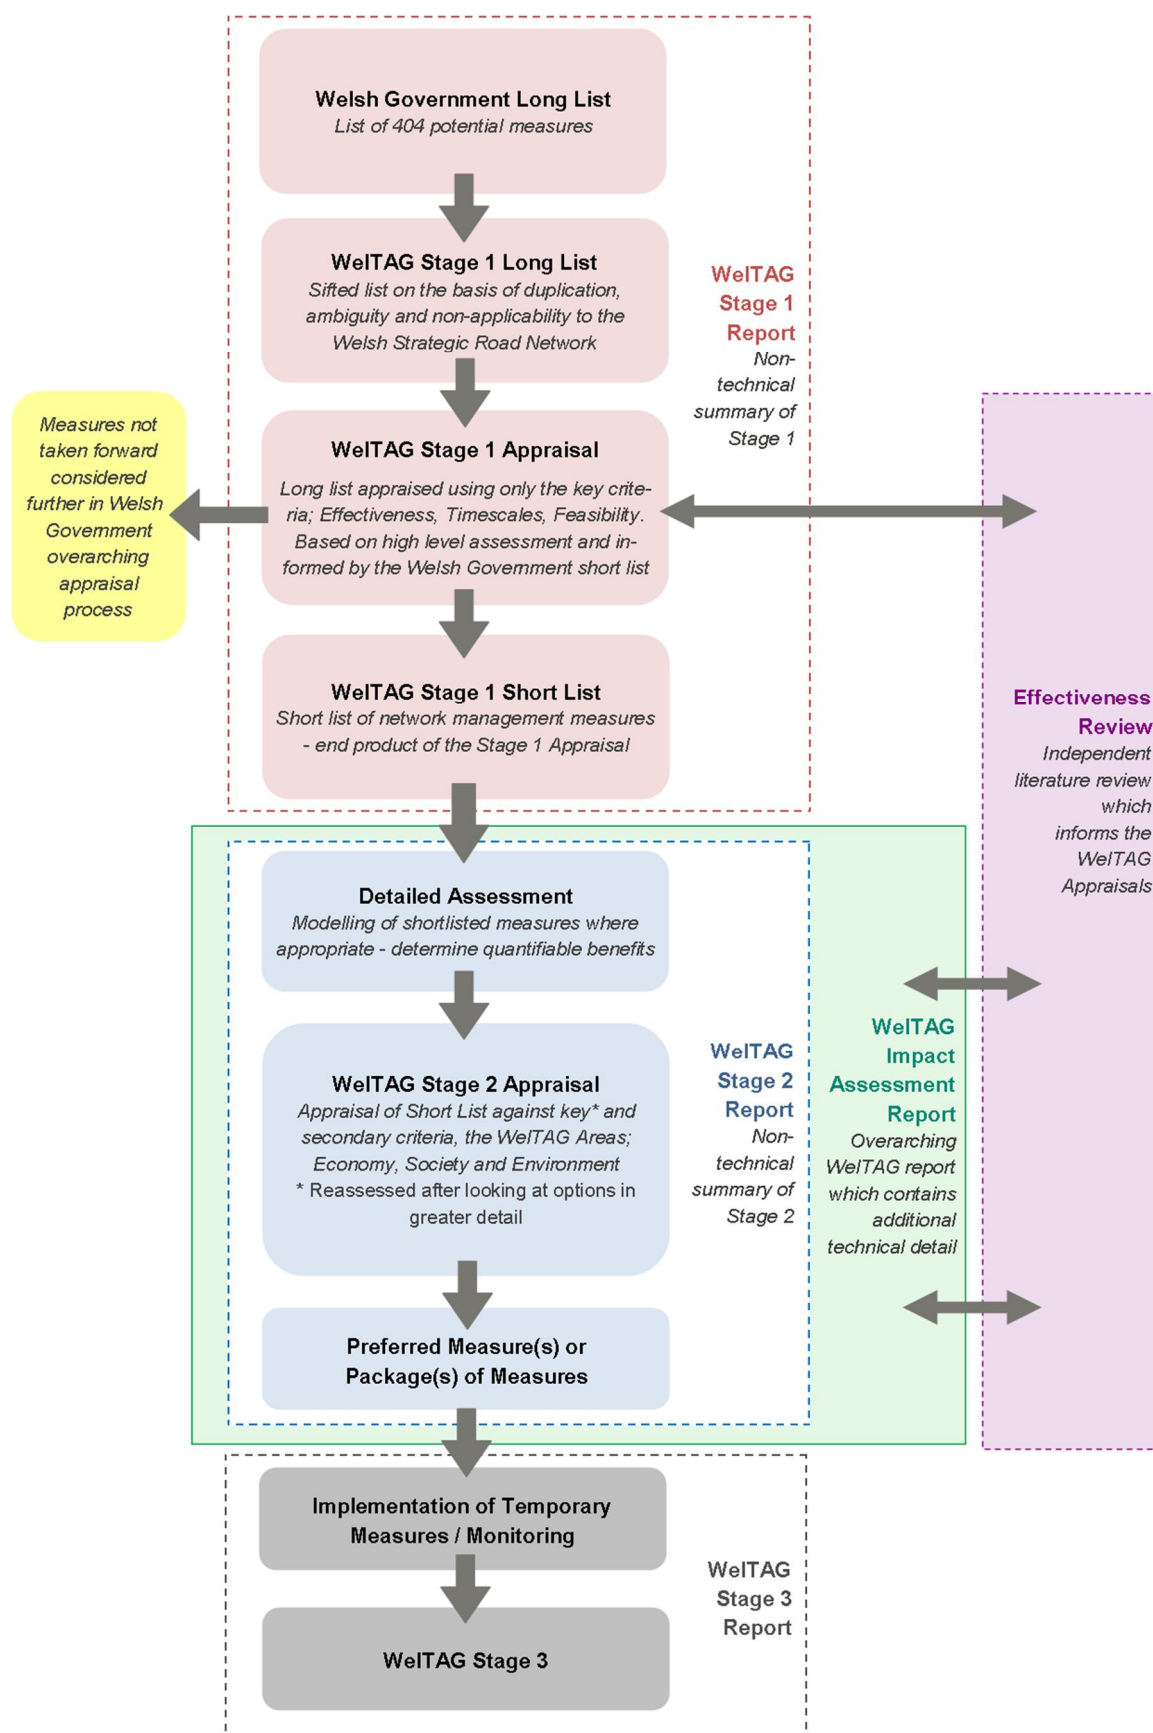 Welsh Government Long List
List of 404 potential measures
WelTAG Stage 1 Long List
Sifted list on the basis of duplication,
ambiguity and non-applicability to the
Welsh Strategic Road Network
WelTAG
Stage 1
Report
Non-
technical
summary of
Stage 1
Measures not
taken forward
considered
further in Welsh
Government
overarching
appraisal
process
WelTAG Stage 1 Appraisal
Long list appraised using only the key crite-
ria; Effectiveness, Timescales, Feasibility.
Based on high level assessment and in-
formed by the Welsh Government short list
WelTAG Stage 1 Short List
Short list of network management measures
- end product of the Stage 1 Appraisal
Effectiveness
Review
Independent
literature review
which
informs the
WelTAG
Appraisals
Detailed Assessment
Modelling of shortlisted measures where
appropriate - determine quantifiable benefits
WelTAG Stage 2 Appraisal
Appraisal of Short List against key* and
secondary criteria, the WelTAG Areas;
Economy, Society and Environment
* Reassessed after looking at options in
greater detail
WelTAG
Stage 2
Report
Non-
technical
summary of
Stage 2
WelTAG
Impact
Assessment
Report
Overarching
WelTAG report
which contains
additional
technical detail
Preferred Measure(s) or
Package(s) of Measures
Implementation of Temporary
Measures / Monitoring
WelTAG
Stage 3
Report
WelTAG Stage 3